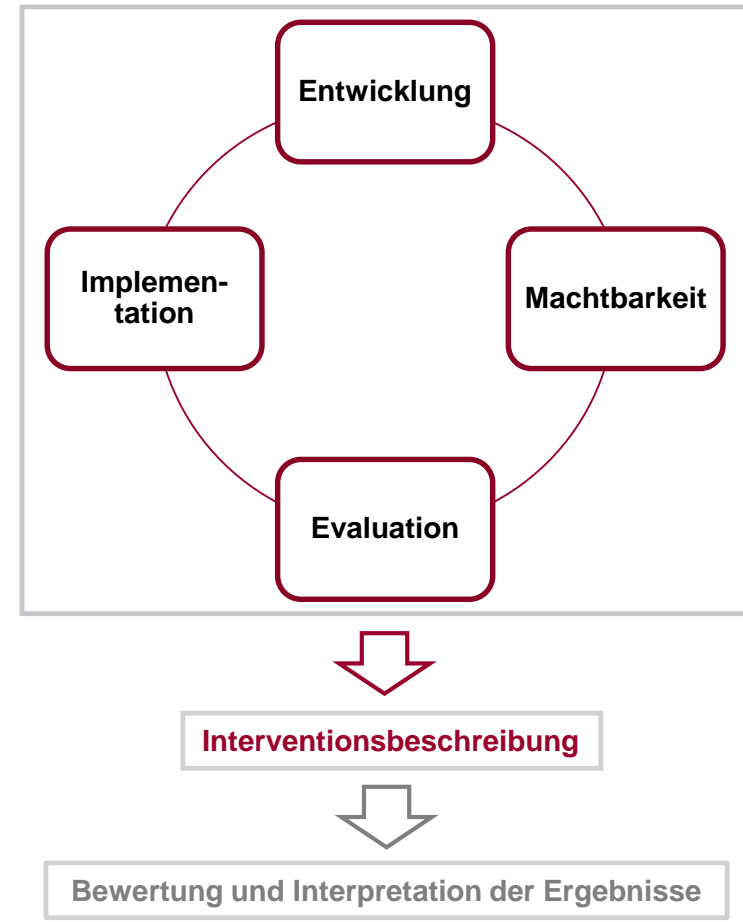 Entwicklung
Implemen-
tation
Machtbarkeit
Evaluation
Interventionsbeschreibung
Bewertung und Interpretation der Ergebnisse